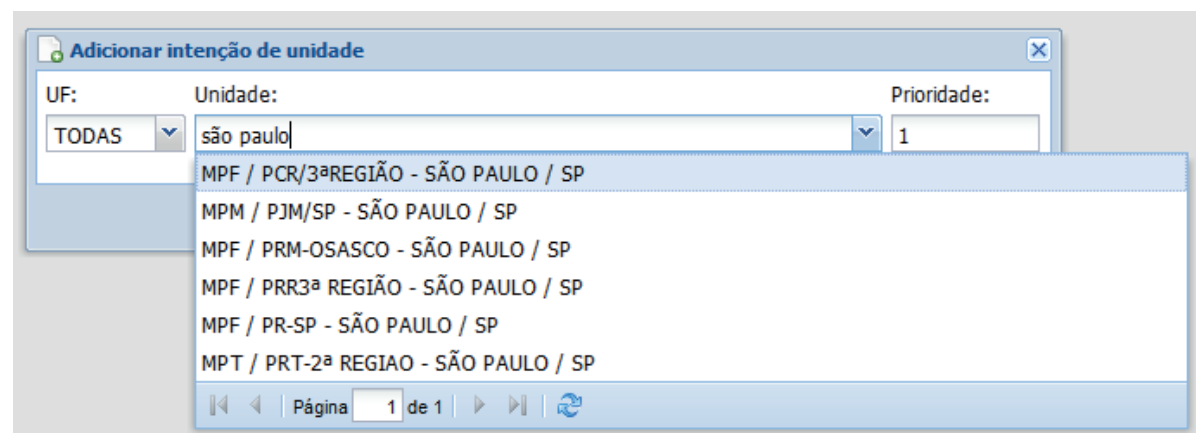 Adicionar intenção de unidade
UF: Unidade: Prioridade:
TODAS são paulo 1
MPF / PCR/3ªREGIÃO - SÃO PAULO / SP
MPM / PJM/SP - SÃO PAULO / SP
MPF / PRM-OSASCO - SÃO PAULO / SP
MPF / PRR3ª REGIÃO - SÃO PAULO / SP
MPF / PR-SP - SÃO PAULO / SP
MPT / PRT-2ª REGIAO - SÃO PAULO / SP
Página 1 de 1